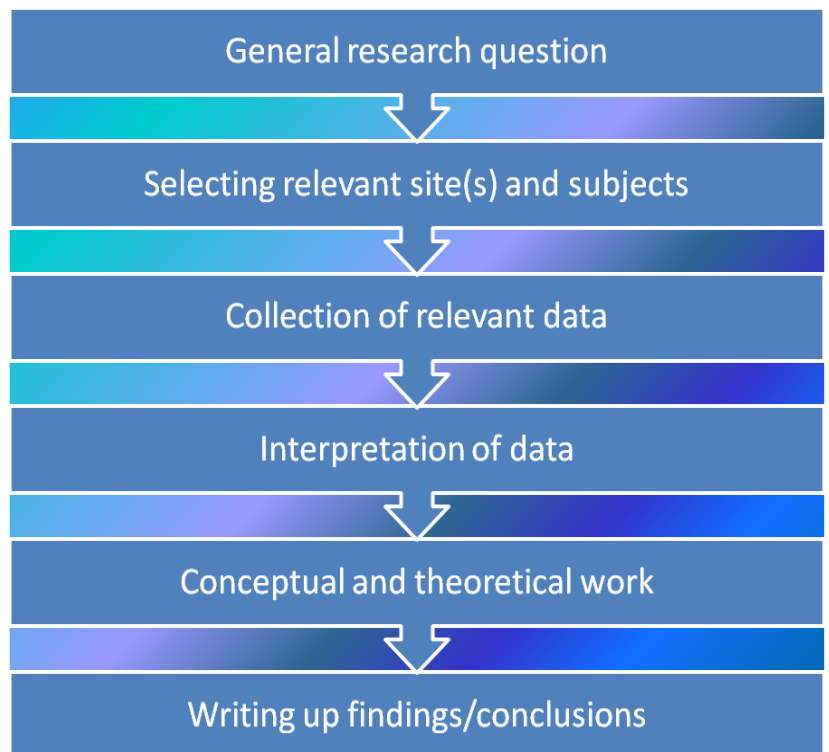 General research question
Selecting relevant site(s) and subjects
Collection of relevant data
Interpretation of data
Conceptual and theoretical work
Writing up findings/conclusions